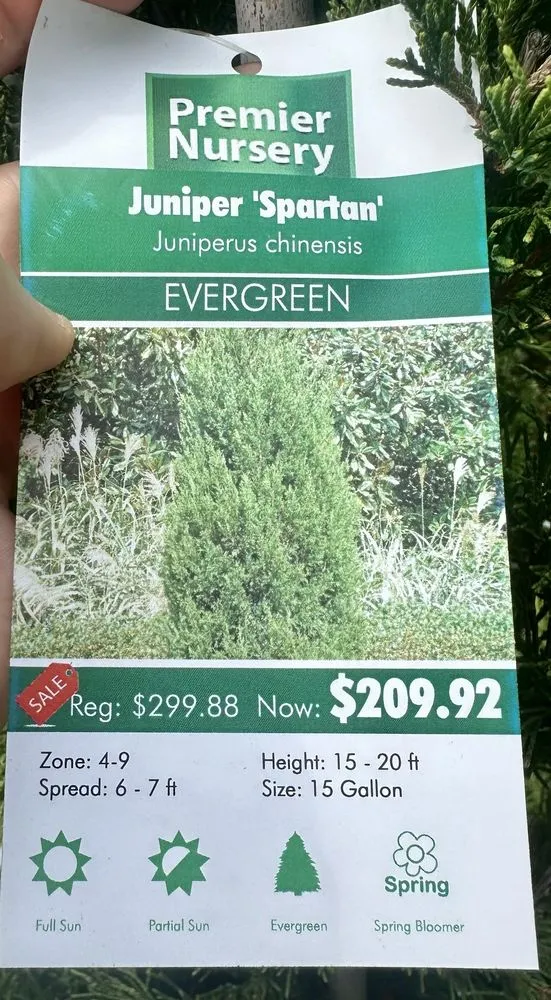 Premier
Nursery
Juniper 'Spartan'
Juniperus chinensis
EVERGREEN
SALE Reg: $299.88 Now: $209.92
Zone: 4-9 Height: 15 - 20 ft
Spread: 6 - 7 ft Size: 15 Gallon
Spring
Full Sun Partial Sun Evergreen Spring Bloomer